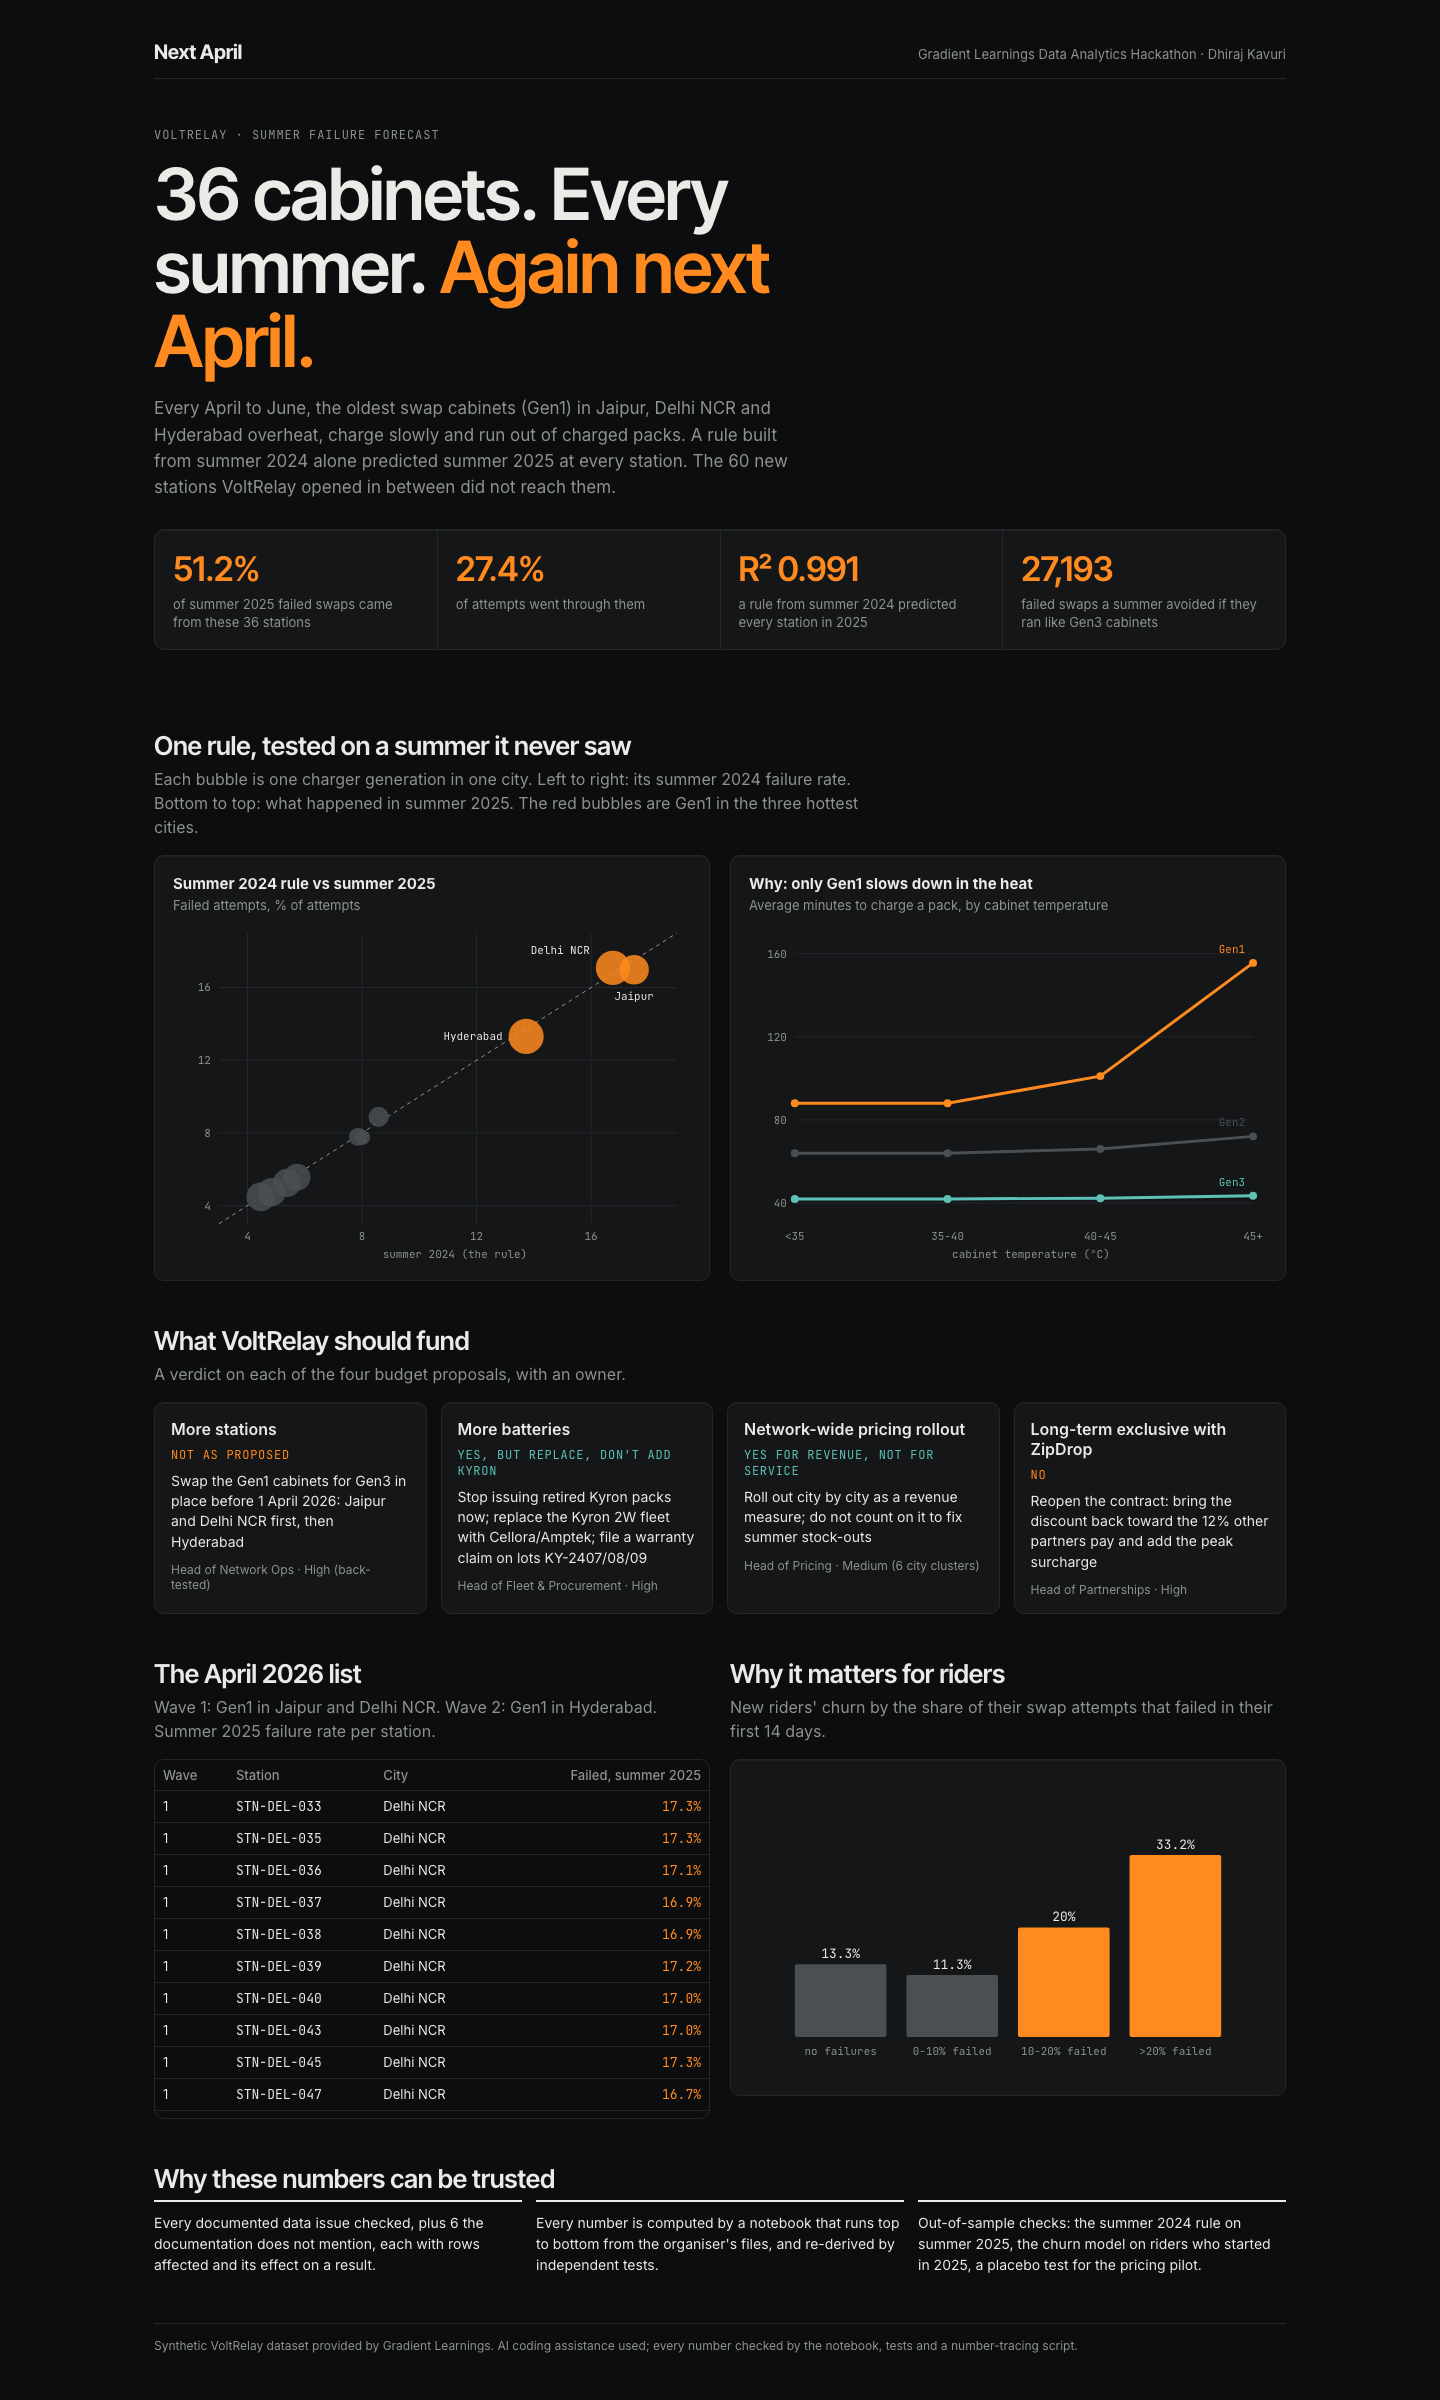 Next April
Gradient Learnings Data Analytics Hackathon · Dhiraj Kavuri
VOLTRELAY · SUMMER FAILURE FORECAST
36 cabinets. Every
summer. Again next
April.
Every April to June, the oldest swap cabinets (Gen1) in Jaipur, Delhi NCR and
Hyderabad overheat, charge slowly and run out of charged packs. A rule built
from summer 2024 alone predicted summer 2025 at every station. The 60 new
stations VoltRelay opened in between did not reach them.
51.2%
of summer 2025 failed swaps came
from these 36 stations
27.4%
of attempts went through them
R² 0.991
a rule from summer 2024 predicted
every station in 2025
27,193
failed swaps a summer avoided if they
ran like Gen3 cabinets
One rule, tested on a summer it never saw
Each bubble is one charger generation in one city. Left to right: its summer 2024 failure rate.
Bottom to top: what happened in summer 2025. The red bubbles are Gen1 in the three hottest
cities.
Summer 2024 rule vs summer 2025
Failed attempts, % of attempts
Delhi NCR
Jaipur
Hyderabad
16
12
8
4
4 8 12 16
summer 2024 (the rule)
Why: only Gen1 slows down in the heat
Average minutes to charge a pack, by cabinet temperature
160
120
80
40
Gen1
Gen2
Gen3
<35 35-40 40-45 45+
cabinet temperature (°C)
What VoltRelay should fund
A verdict on each of the four budget proposals, with an owner.
More stations
NOT AS PROPOSED
Swap the Gen1 cabinets for Gen3 in
place before 1 April 2026: Jaipur
and Delhi NCR first, then
Hyderabad
Head of Network Ops · High (back-
tested)
More batteries
YES, BUT REPLACE, DON'T ADD
KYRON
Stop issuing retired Kyron packs
now; replace the Kyron 2W fleet
with Cellora/Amptek; file a warranty
claim on lots KY-2407/08/09
Head of Fleet & Procurement · High
Network-wide pricing rollout
YES FOR REVENUE, NOT FOR
SERVICE
Roll out city by city as a revenue
measure; do not count on it to fix
summer stock-outs
Head of Pricing · Medium (6 city clusters)
Long-term exclusive with
ZipDrop
NO
Reopen the contract: bring the
discount back toward the 12% other
partners pay and add the peak
surcharge
Head of Partnerships · High
The April 2026 list
Wave 1: Gen1 in Jaipur and Delhi NCR. Wave 2: Gen1 in Hyderabad.
Summer 2025 failure rate per station.
Wave Station City Failed, summer 2025
1 STN-DEL-033 Delhi NCR 17.3%
1 STN-DEL-035 Delhi NCR 17.3%
1 STN-DEL-036 Delhi NCR 17.1%
1 STN-DEL-037 Delhi NCR 16.9%
1 STN-DEL-038 Delhi NCR 16.9%
1 STN-DEL-039 Delhi NCR 17.2%
1 STN-DEL-040 Delhi NCR 17.0%
1 STN-DEL-043 Delhi NCR 17.0%
1 STN-DEL-045 Delhi NCR 17.3%
1 STN-DEL-047 Delhi NCR 16.7%
Why it matters for riders
New riders' churn by the share of their swap attempts that failed in their
first 14 days.
13.3%
11.3%
20%
33.2%
no failures 0-10% failed 10-20% failed >20% failed
Why these numbers can be trusted
Every documented data issue checked, plus 6 the
documentation does not mention, each with rows
affected and its effect on a result.
Every number is computed by a notebook that runs top
to bottom from the organiser's files, and re-derived by
independent tests.
Out-of-sample checks: the summer 2024 rule on
summer 2025, the churn model on riders who started
in 2025, a placebo test for the pricing pilot.
Synthetic VoltRelay dataset provided by Gradient Learnings. AI coding assistance used; every number checked by the notebook, tests and a number-tracing script.